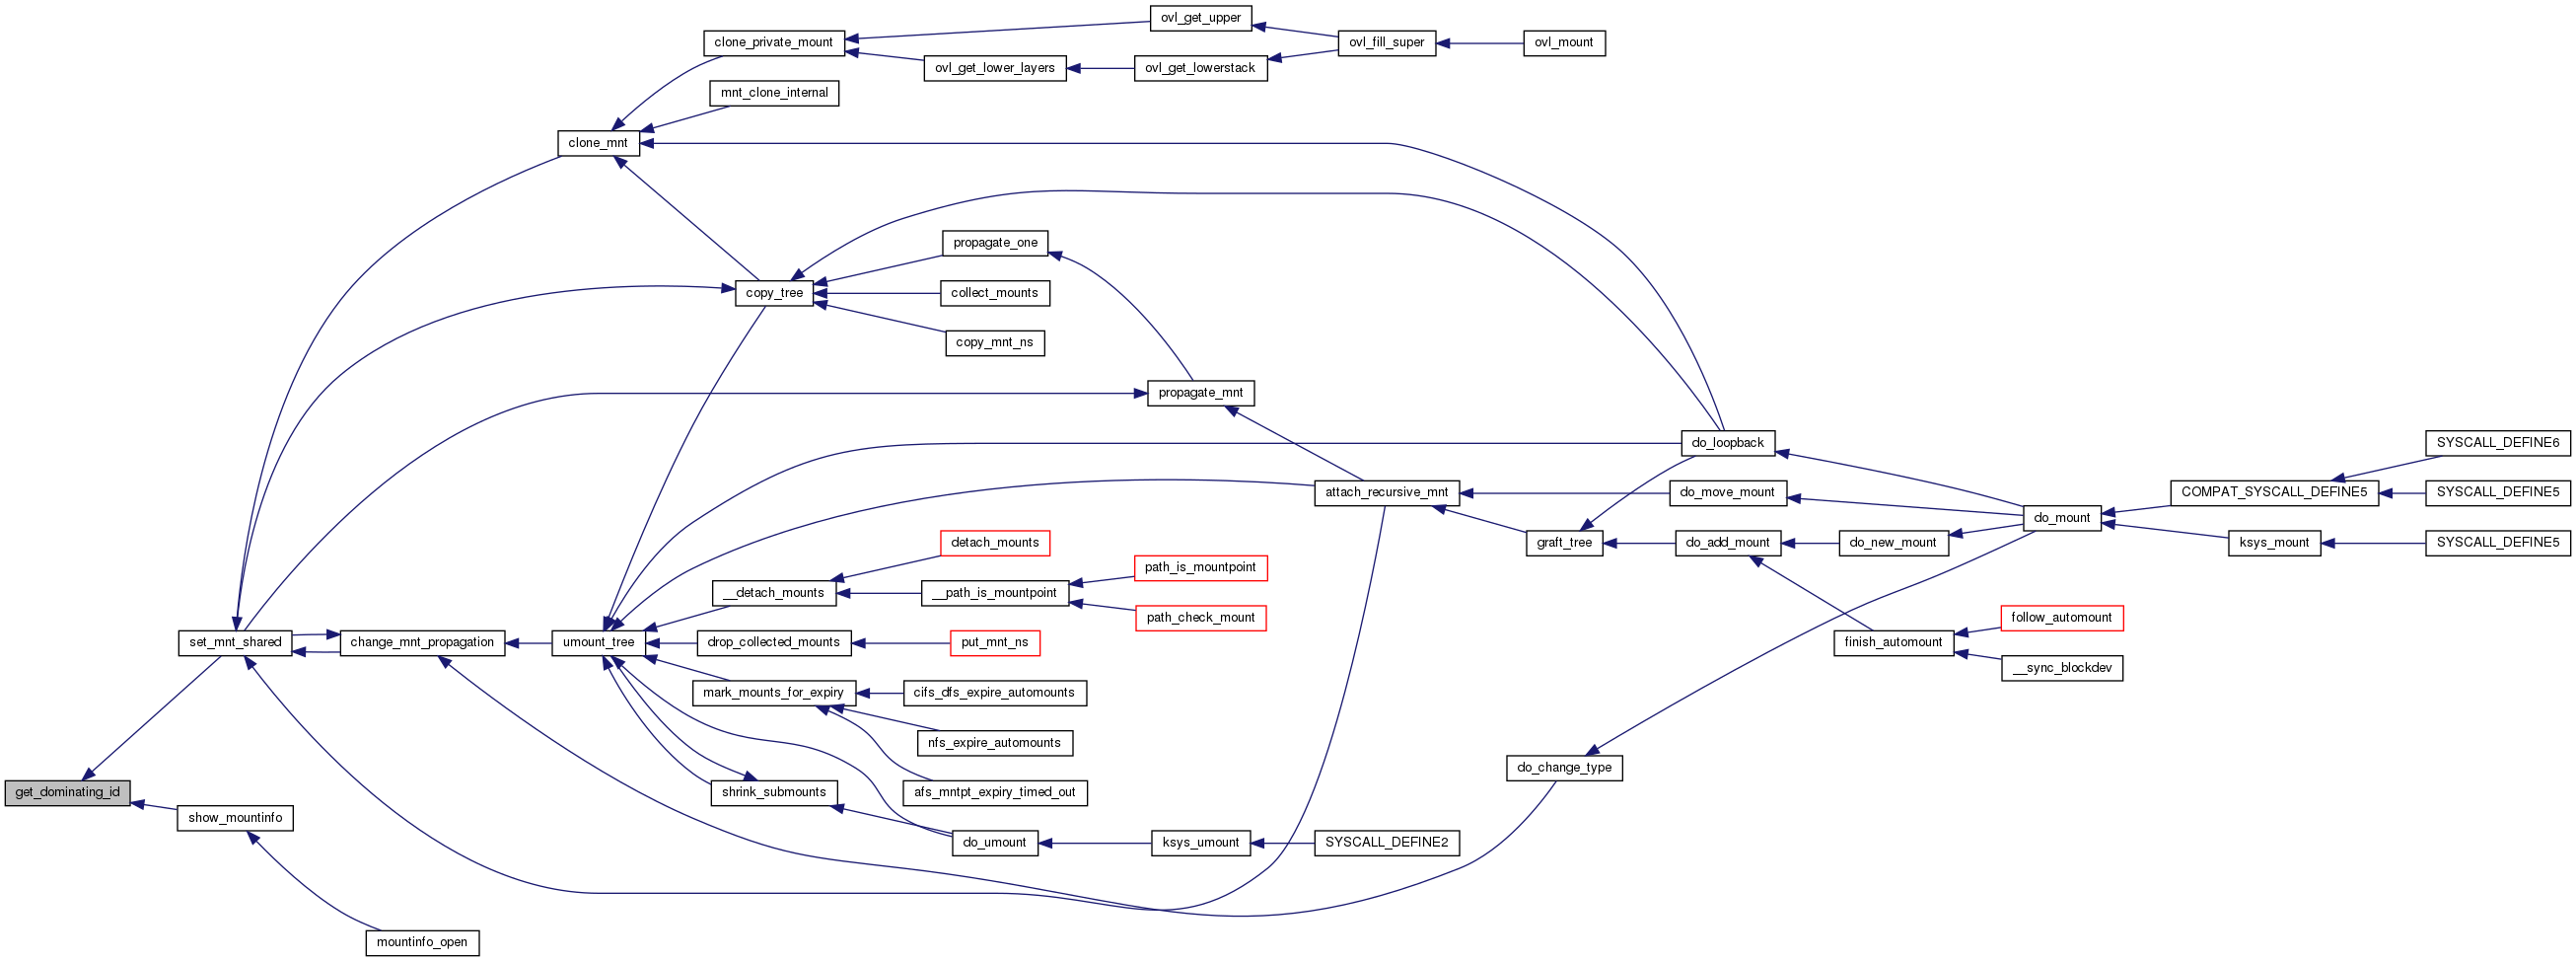 ovl_get_upper
clone_private_mount
ovl_fill_super
ovl_mount
ovl_get_lower_layers
ovl_get_lowerstack
mnt_clone_internal
clone_mnt
propagate_one
copy_tree
collect_mounts
copy_mnt_ns
propagate_mnt
do_loopback
SYSCALL_DEFINE6
attach_recursive_mnt
do_move_mount
COMPAT_SYSCALL_DEFINE5
SYSCALL_DEFINE5
do_mount
detach_mounts
graft_tree
do_add_mount
do_new_mount
ksys_mount
SYSCALL_DEFINE5
path_is_mountpoint
__detach_mounts
__path_is_mountpoint
path_check_mount
follow_automount
set_mnt_shared
change_mnt_propagation
umount_tree
drop_collected_mounts
put_mnt_ns
finish_automount
__sync_blockdev
mark_mounts_for_expiry
cifs_dfs_expire_automounts
nfs_expire_automounts
do_change_type
get_dominating_id
shrink_submounts
afs_mntpt_expiry_timed_out
show_mountinfo
do_umount
ksys_umount
SYSCALL_DEFINE2
mountinfo_open